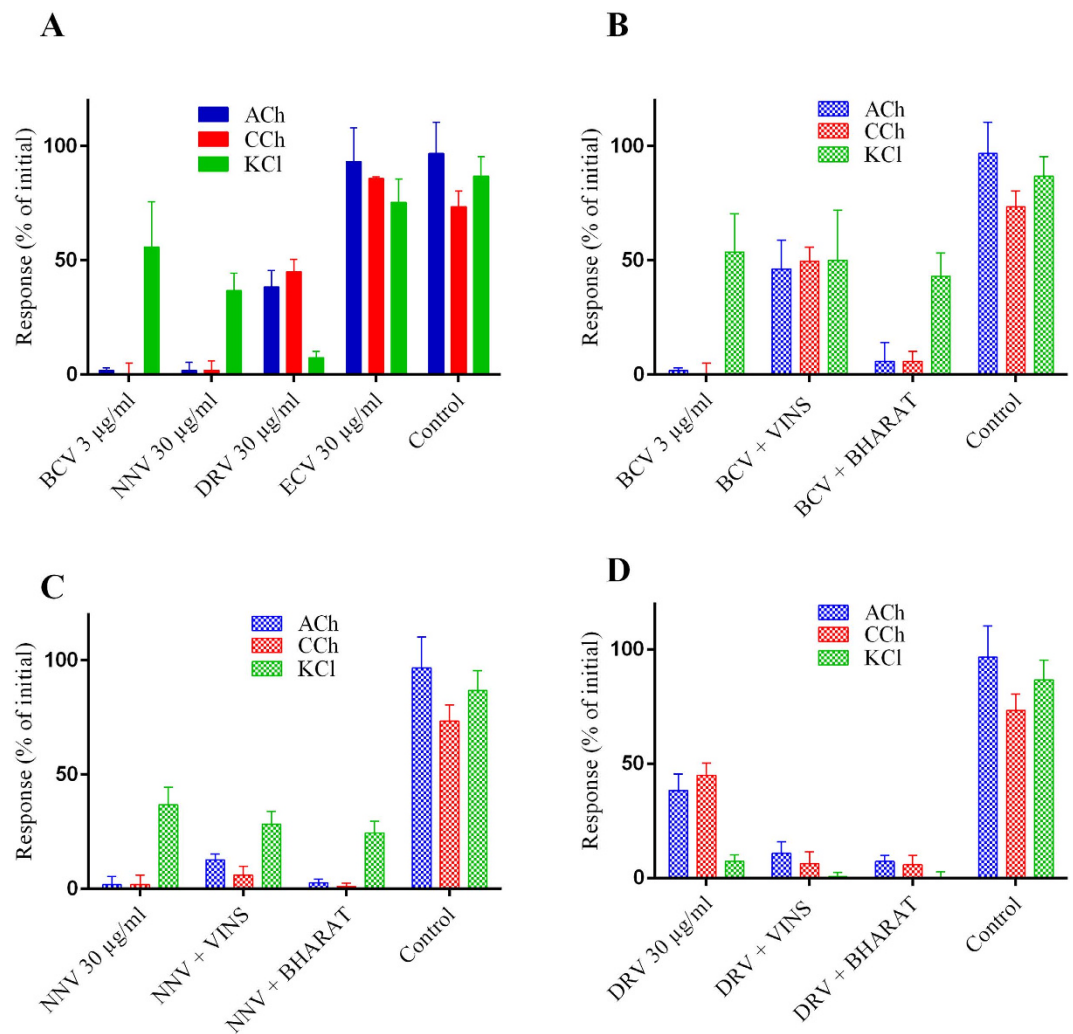 A
Response (% of initial)
100
50
0
ACh
CCh
KCl
BCV 3 µg/ml
NNV 30 µg/ml
DRV 30 µg/ml
ECV 30 µg/ml
Control
B
Response (% of initial)
100
50
0
ACh
CCh
KCl
BCV 3 µg/ml
BCV + VINS
BCV + BHARAT
Control
C
Response (% of initial)
100
50
0
ACh
CCh
KCl
NNV 30 µg/ml
NNV + VINS
NNV + BHARAT
Control
D
Response (% of initial)
100
50
0
ACh
CCh
KCl
DRV 30 µg/ml
DRV + VINS
DRV + BHARAT
Control